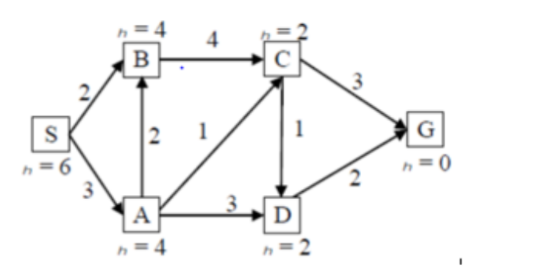 h = 4
h = 2
4
B
C
2
3
S
2
1
1
G
h = 6
h = 0
3
3
2
A
D
h = 4
h = 2